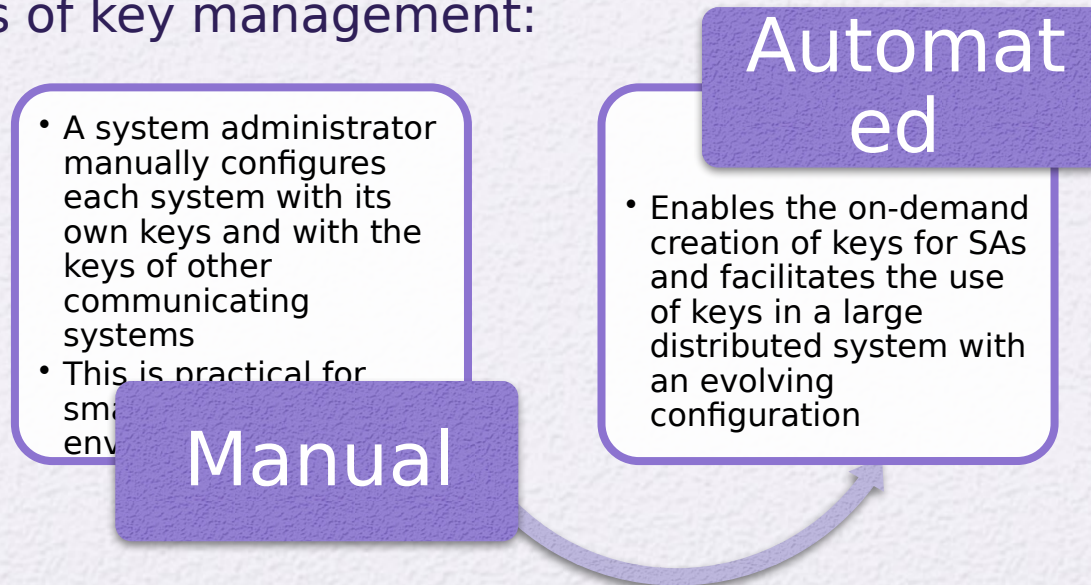 of key management:
• A system administrator
manually configures
each system with its
own keys and with the
keys of other
communicating
systems
• This is practical for
Manual
Automat
ed
• Enables the on-demand
creation of keys for SAs
and facilitates the use
of keys in a large
distributed system with
an evolving
configuration